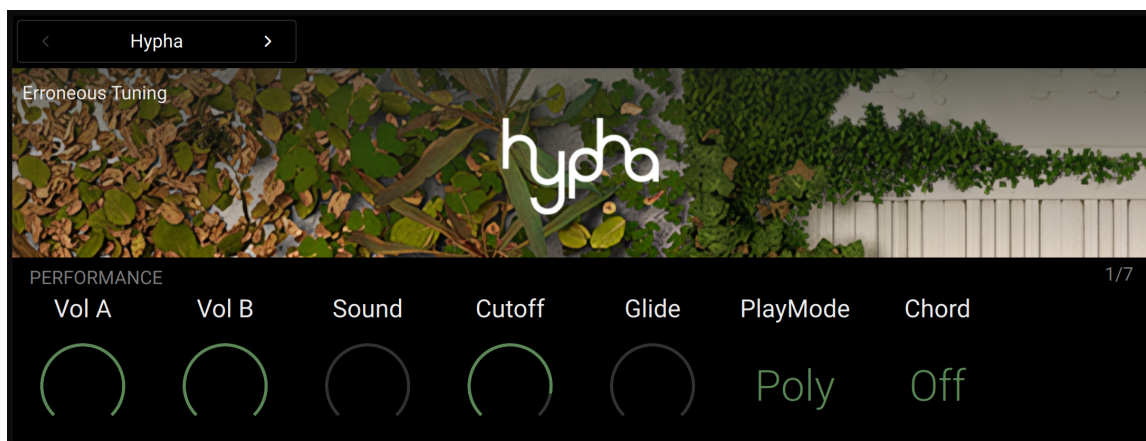 Hypha
Erroneous Tuning
hypha
PERFORMANCE
1/7
Vol A
Vol B
Sound
Cutoff
Glide
PlayMode
Chord
Poly
Off